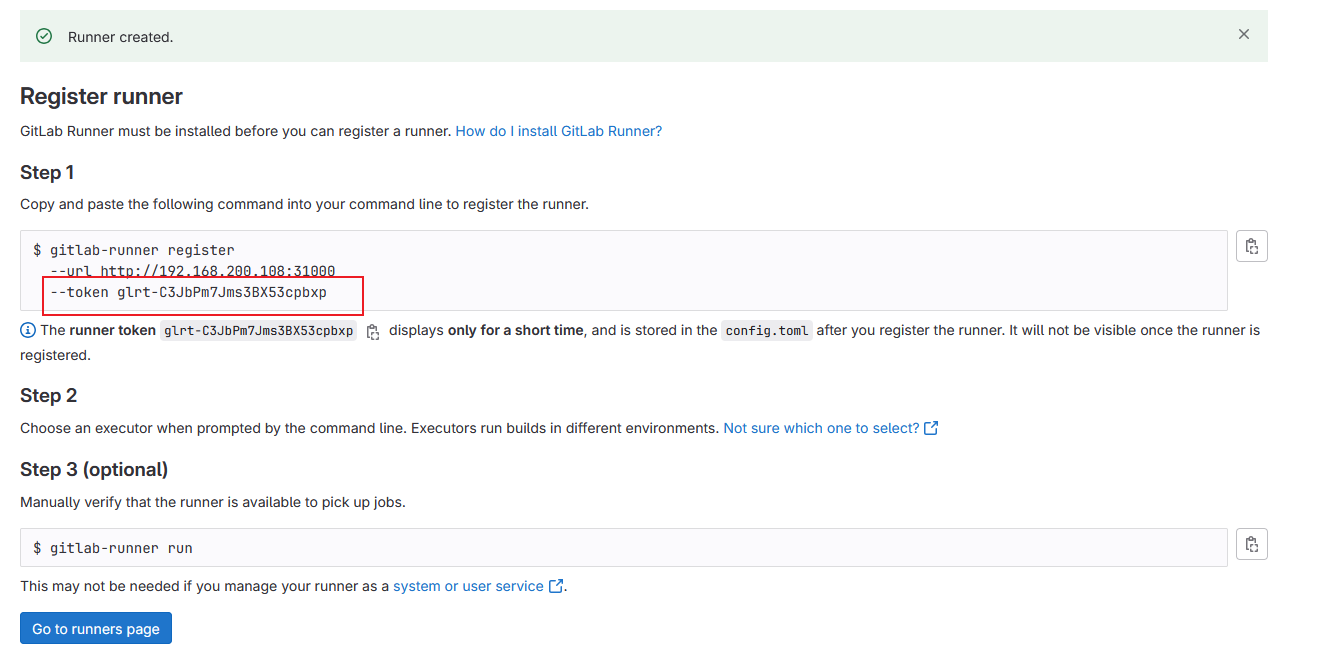 Runner created.
Register runner
GitLab Runner must be installed before you can register a runner. How do I install GitLab Runner?
Step 1
Copy and paste the following command into your command line to register the runner.
$ gitlab-runner register
--url http://192.168.200.108:31000
--token glrt-C3JbPm7Jms3BX53cpbxp
The runner token glrt-C3JbPm7Jms3BX53cpbxp displays only for a short time, and is stored in the config.toml after you register the runner. It will not be visible once the runner is
registered.
Step 2
Choose an executor when prompted by the command line. Executors run builds in different environments. Not sure which one to select?
Step 3 (optional)
Manually verify that the runner is available to pick up jobs.
$ gitlab-runner run
This may not be needed if you manage your runner as a system or user service.
Go to runners page